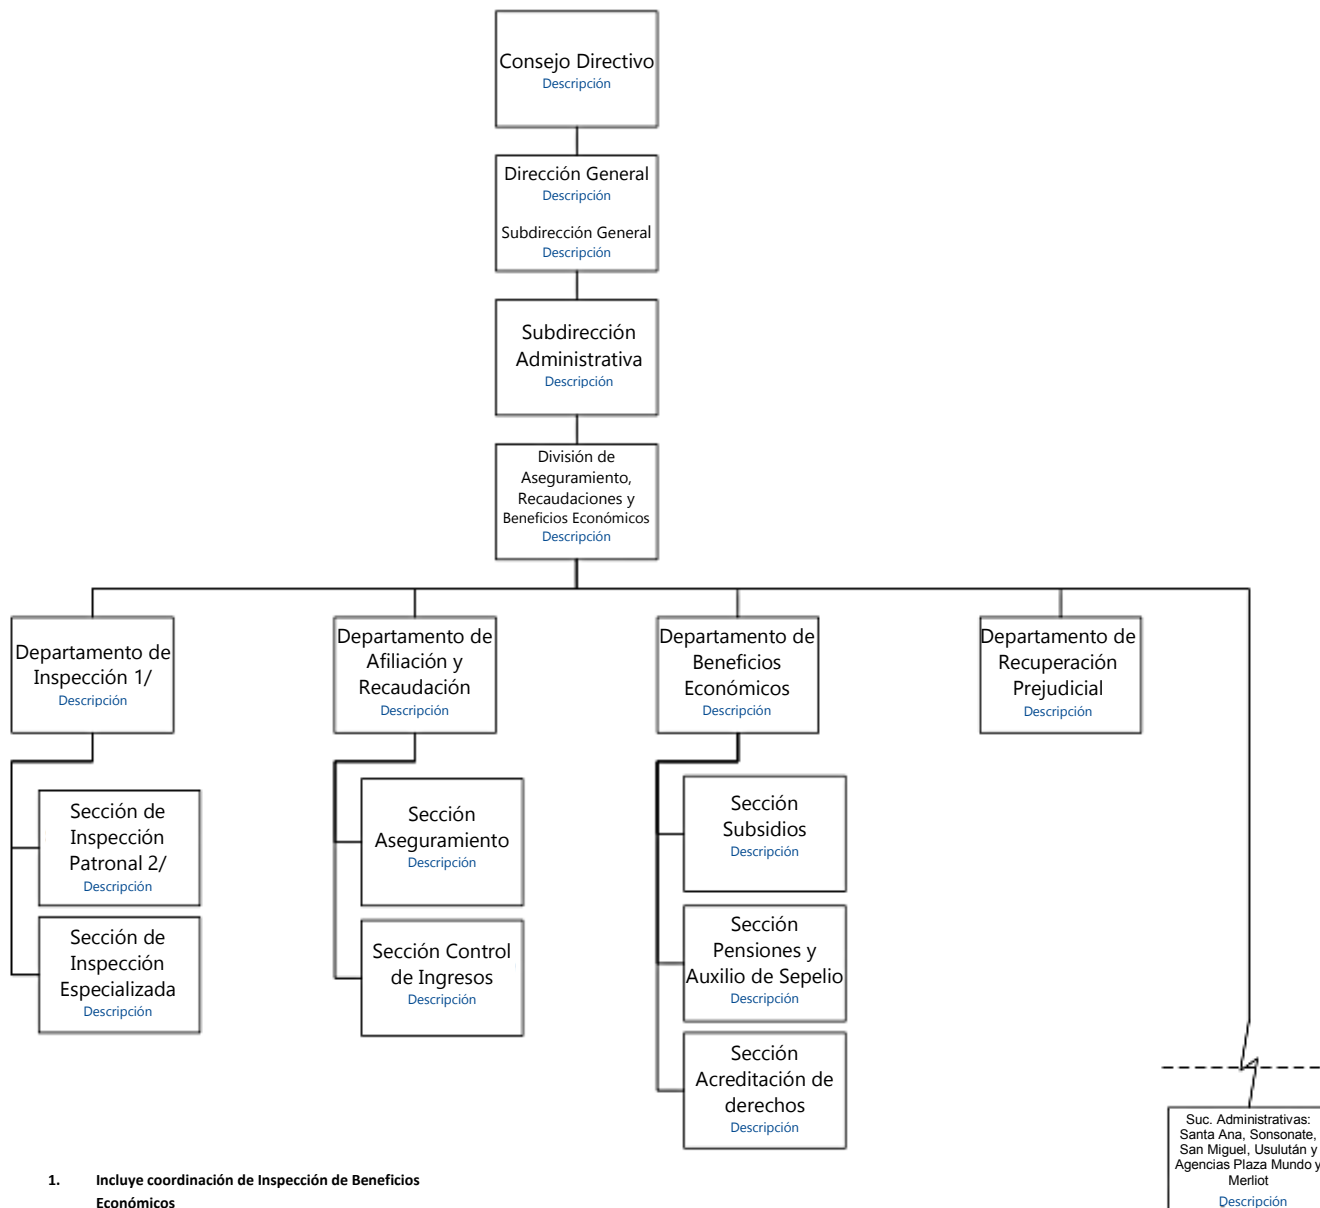 Consejo Directivo
Descripción
Dirección General
Descripción
Subdirección General
Descripción
Subdirección
Administrativa
Descripción
División de
Aseguramiento,
Recaudaciones y
Beneficios Económicos
Descripción
Departamento de
Inspección 1/
Descripción
Departamento de
Afiliación y
Recaudación
Descripción
Departamento de
Beneficios
Económicos
Descripción
Departamento de
Recuperación
Prejudicial
Descripción
Sección de
Inspección
Patronal 2/
Descripción
Sección de
Inspección
Especializada
Descripción
Sección
Aseguramiento
Descripción
Sección Control
de Ingresos
Descripción
Sección
Subsidios
Descripción
Sección
Pensiones y
Auxilio de Sepelio
Descripción
Sección
Acreditación de
derechos
Descripción
Suc. Administrativas:
Santa Ana, Sonsonate,
San Miguel, Usulután y
Agencias Plaza Mundo y
Merliot
Descripción
1. Incluye coordinación de Inspección de Beneficios
Económicos